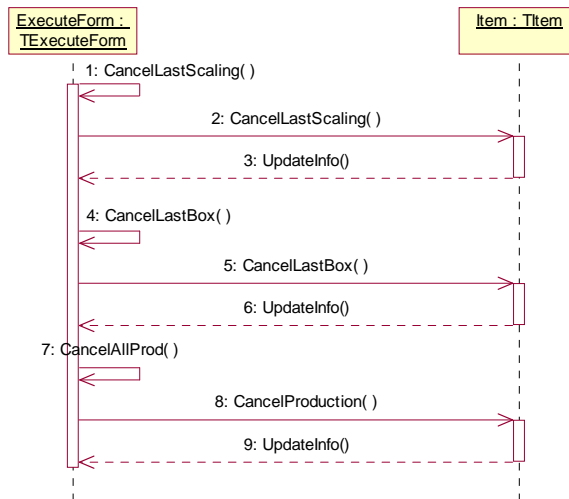 ExecuteForm :
TExecuteForm
Item : TItem
1: CancelLastScaling( )
2: CancelLastScaling( )
3: UpdateInfo()
4: CancelLastBox( )
5: CancelLastBox( )
6: UpdateInfo()
7: CancelAllProd( )
8: CancelProduction( )
9: UpdateInfo()